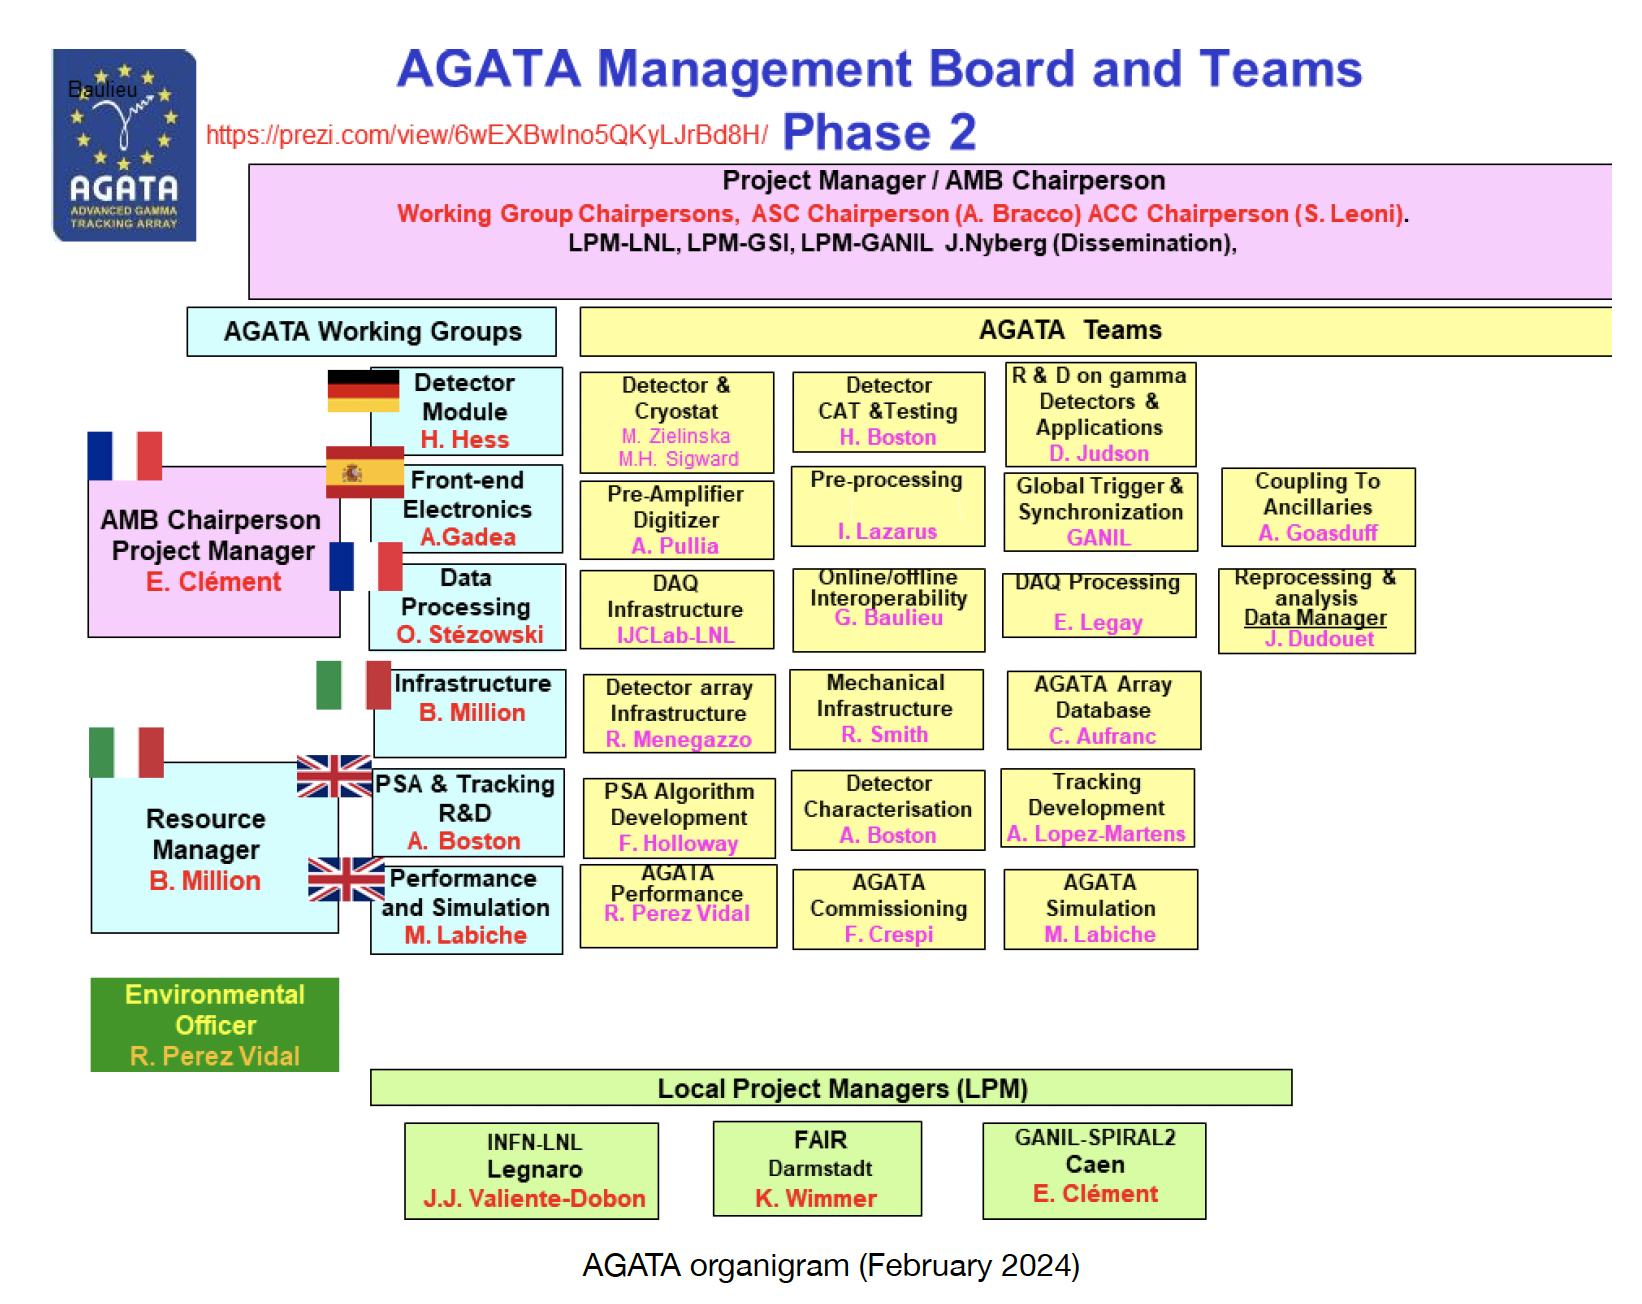 AGATA Management Board and Teams
Baulieu
https://prezi.com/view/6wEXBwIno5QKyLJrBd8H/ Phase 2
AGATA
ADVANCED GAMMA
TRACKING ARRAY
Project Manager / AMB Chairperson
Working Group Chairpersons, ASC Chairperson (A. Bracco) ACC Chairperson (S. Leoni).
LPM-LNL, LPM-GSI, LPM-GANIL J.Nyberg (Dissemination),
AGATA Working Groups
AGATA Teams
Detector
Module
H. Hess
Detector &
Cryostat
M. Zielinska
M.H. Sigward
Detector
CAT &Testing
H. Boston
R & D on gamma
Detectors &
Applications
D. Judson
AMB Chairperson
Project Manager
E. Clément
Front-end
Electronics
A.Gadea
Pre-Amplifier
Digitizer
A. Pullia
Pre-processing
I. Lazarus
Global Trigger &
Synchronization
GANIL
Coupling To
Ancillaries
A. Goasduff
Data
Processing
O. Stézowski
DAQ
Infrastructure
IJCLab-LNL
Online/offline
Interoperability
G. Baulieu
DAQ Processing
E. Legay
Reprocessing &
analysis
Data Manager
J. Dudouet
Infrastructure
B. Million
Detector array
Infrastructure
R. Menegazzo
Mechanical
Infrastructure
R. Smith
AGATA Array
Database
C. Aufranc
Resource
Manager
B. Million
PSA & Tracking
R&D
A. Boston
PSA Algorithm
Development
F. Holloway
Detector
Characterisation
A. Boston
Tracking
Development
A. Lopez-Martens
Performance
and Simulation
M. Labiche
AGATA
Performance
R. Perez Vidal
AGATA
Commissioning
F. Crespi
AGATA
Simulation
M. Labiche
Environmental
Officer
R. Perez Vidal
Local Project Managers (LPM)
INFN-LNL
Legnaro
J.J. Valiente-Dobon
FAIR
Darmstadt
K. Wimmer
GANIL-SPIRAL2
Caen
E. Clément
AGATA organigram (February 2024)